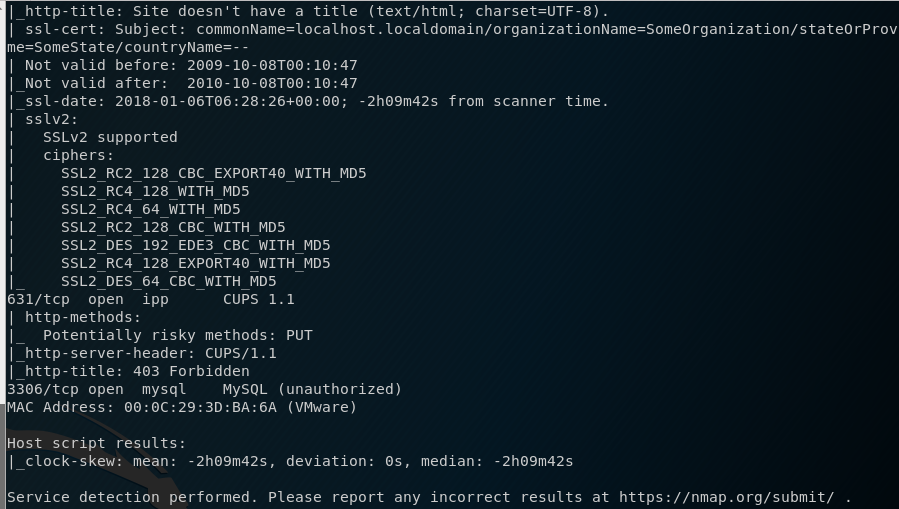 |_http-title: Site doesn't have a title (text/html; charset=UTF-8).
| ssl-cert: Subject: commonName=localhost.localdomain/organizationName=SomeOrganization/stateOrProv
me=SomeState/countryName=--
| Not valid before: 2009-10-08T00:10:47
|_Not valid after:  2010-10-08T00:10:47
|_ssl-date: 2018-01-06T06:28:26+00:00; -2h09m42s from scanner time.
| sslv2:
|   SSLv2 supported
|   ciphers:
|     SSL2_RC2_128_CBC_EXPORT40_WITH_MD5
|     SSL2_RC4_128_WITH_MD5
|     SSL2_RC4_64_WITH_MD5
|     SSL2_RC2_128_CBC_WITH_MD5
|     SSL2_DES_192_EDE3_CBC_WITH_MD5
|     SSL2_RC4_128_EXPORT40_WITH_MD5
|_    SSL2_DES_64_CBC_WITH_MD5
631/tcp  open  ipp      CUPS 1.1
| http-methods:
|_  Potentially risky methods: PUT
|_http-server-header: CUPS/1.1
|_http-title: 403 Forbidden
3306/tcp open  mysql    MySQL (unauthorized)
MAC Address: 00:0C:29:3D:BA:6A (VMware)
Host script results:
|_clock-skew: mean: -2h09m42s, deviation: 0s, median: -2h09m42s
Service detection performed. Please report any incorrect results at https://nmap.org/submit/ .